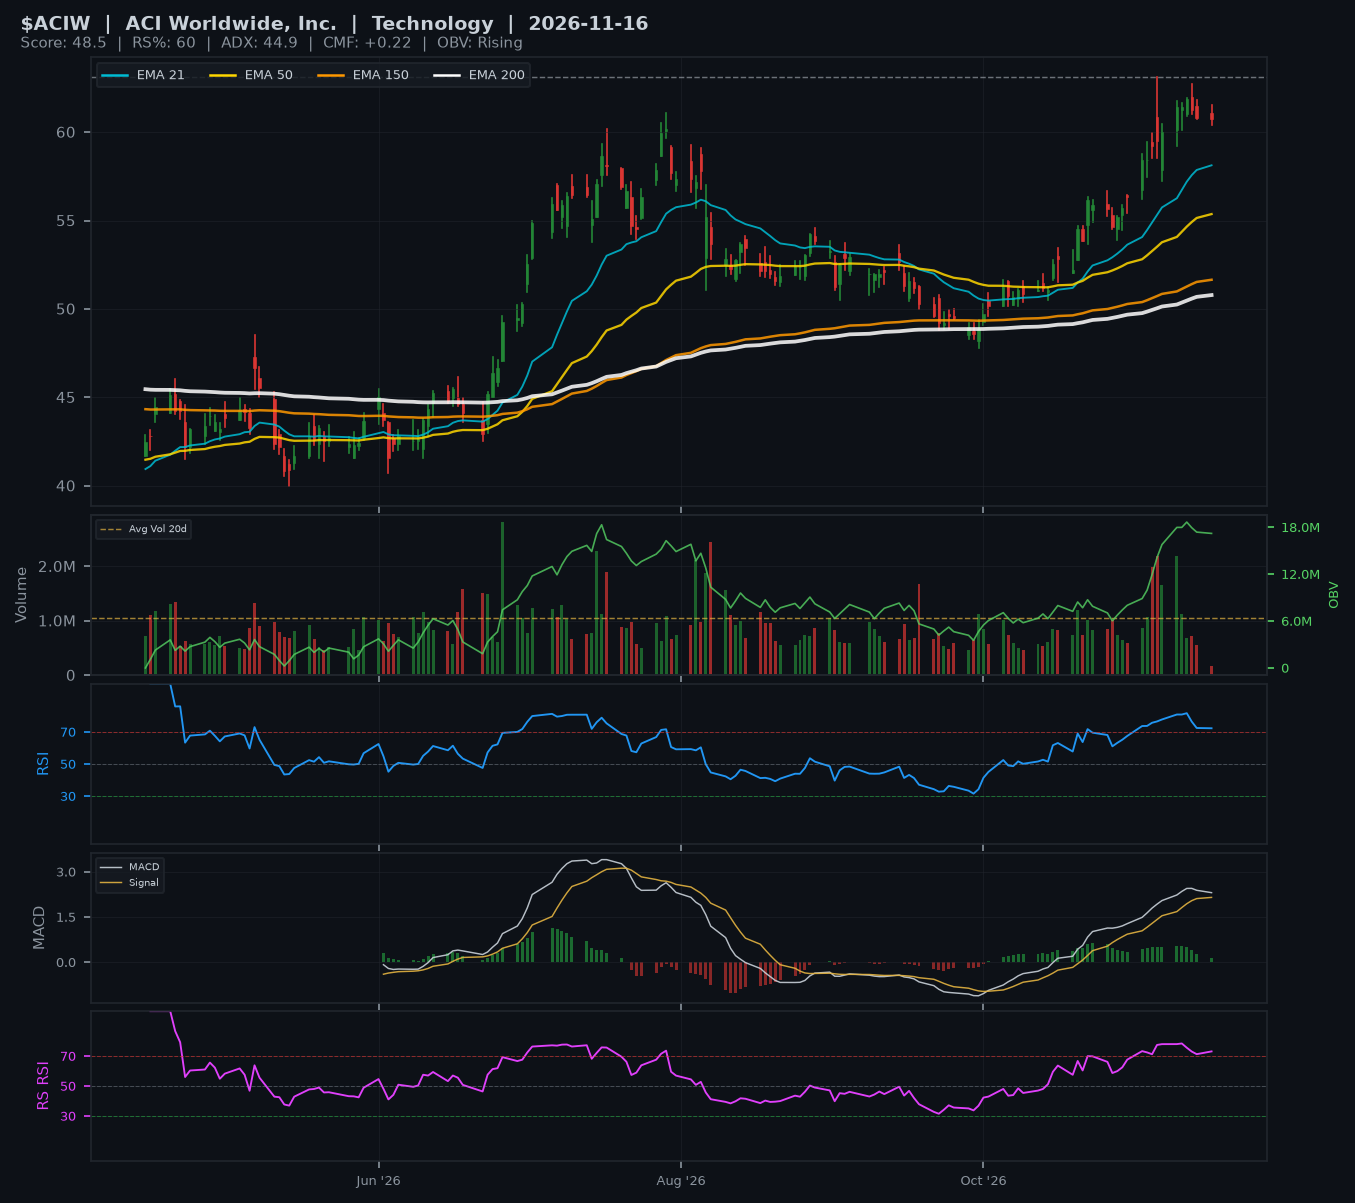 $ACIW | ACI Worldwide, Inc. | Technology | 2026-11-16
Score: 48.5 | RS%: 60 | ADX: 44.9 | CMF: +0.22 | OBV: Rising
EMA 21 EMA 50 EMA 150 EMA 200
60
55
50
45
40
Avg Vol 20d
Volume
2.0M
1.0M
0
18.0M
12.0M
6.0M
0
OBV
RSI
70
50
30
MACD
Signal
MACD
3.0
1.5
0.0
RS RSI
70
50
30
Jun '26 Aug '26 Oct '26